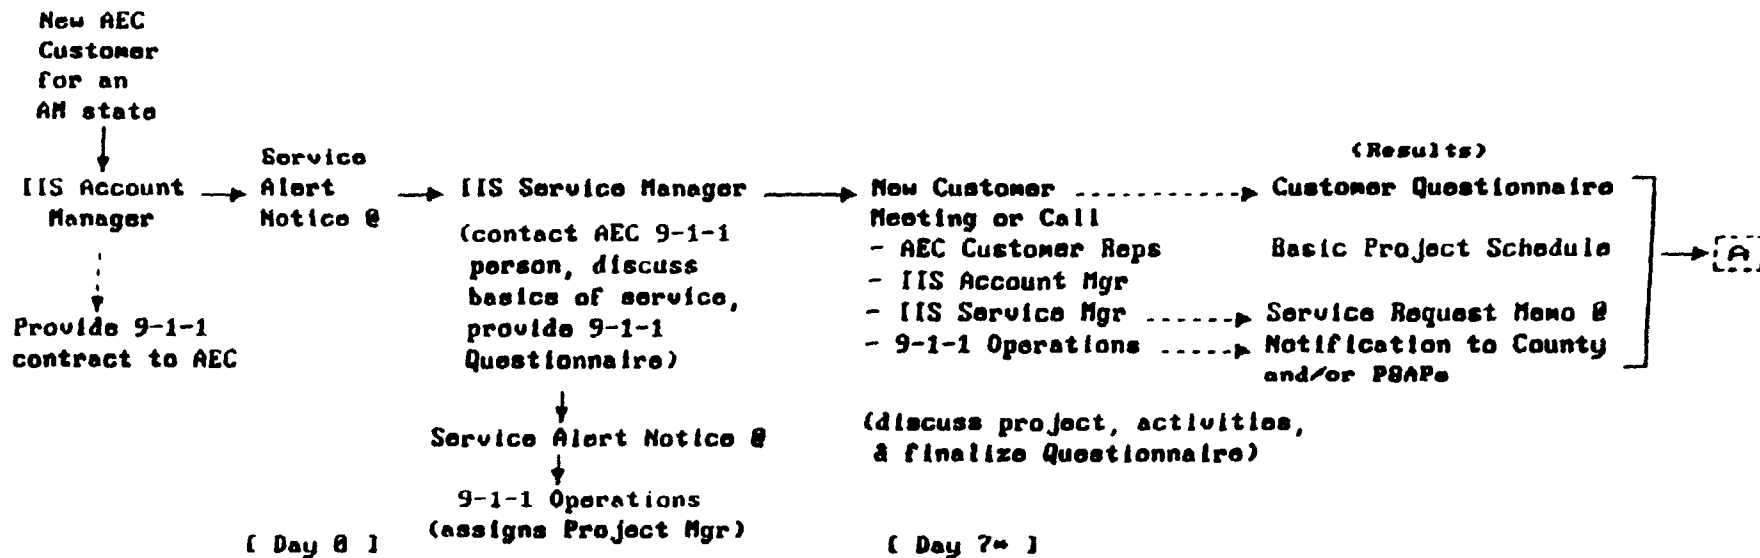 New AEC
Customer
for an
AM state
IIS Account
Manager
Provide 9-1-1
contract to AEC
Service
Alert
Notice @
IIS Service Manager
(contact AEC 9-1-1
person, discuss
basics of service,
provide 9-1-1
Questionnaire)
Service Alert Notice @
9-1-1 Operations
(assigns Project Mgr)
New Customer
Meeting or Call
- AEC Customer Reps
- IIS Account Mgr
- IIS Service Mgr
- 9-1-1 Operations
(discuss project, activities,
& finalize Questionnaire)
(Results)
Customer Questionnaire
Basic Project Schedule
Service Request Memo @
Notification to County
and/or PSAPs
A
[ Day 0 ]
[ Day 7* ]